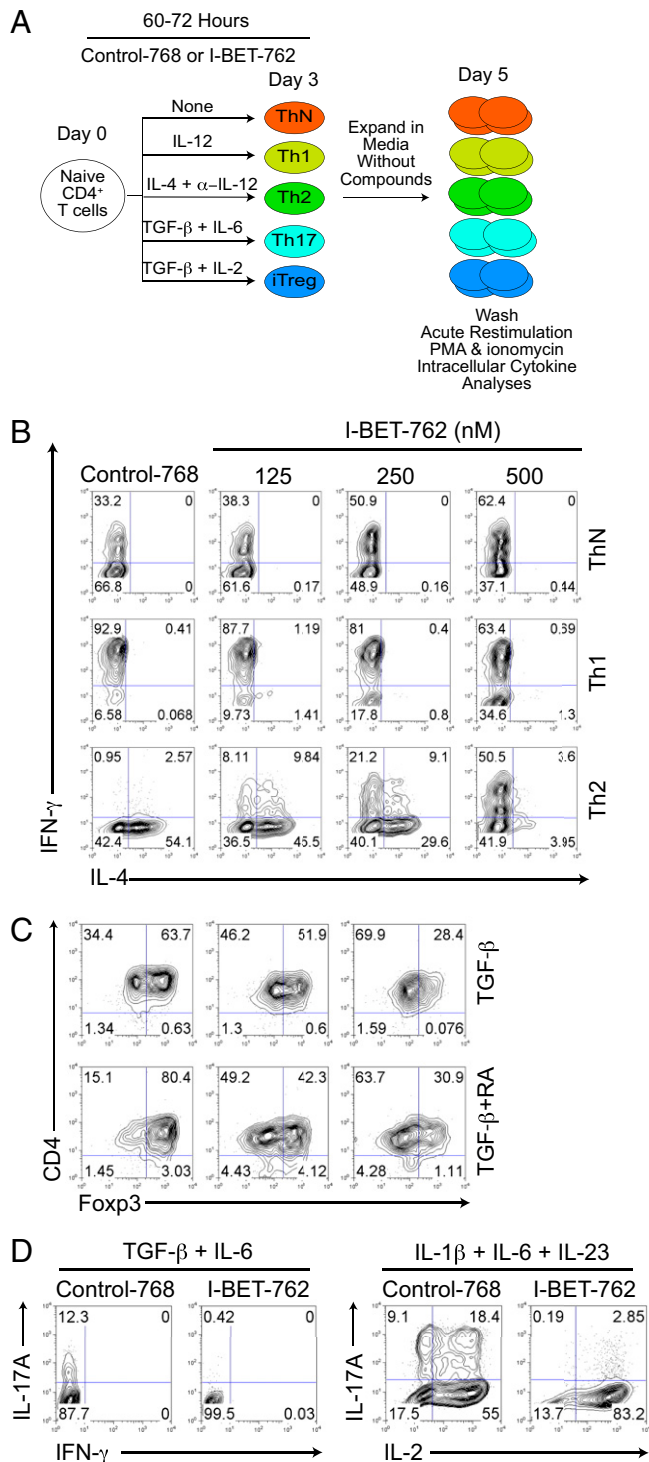 A
60-72 Hours
Control-768 or I-BET-762
Day 3
Day 5
Day 0
Naive
CD4+
T cells
None
IL-12
IL-4 + α–IL-12
TGF-β + IL-6
TGF-β + IL-2
ThN
Th1
Th2
Th17
iTreg
Expand in
Media
Without
Compounds
Wash
Acute Restimulation
PMA & ionomycin
Intracellular Cytokine
Analyses
B
I-BET-762 (nM)
Control-768 125 250 500
33.2 0 38.3 0 50.9 0 62.4 0
66.8 0 61.6 0.17 48.9 0.16 37.1 0.44
ThN
92.9 0.41 87.7 1.19 81 0.4 63.4 0.39
6.58 0.068 9.73 1.41 17.8 0.8 34.6
Th1
0.95 2.57 8.11 9.84 21.2 9.1 50.5
42.4 54.1 36.5 45.5 40.1 29.6 41.9 3.95
Th2
IFN-γ
IL-4
C
34.4 63.7 46.2 51.9 69.9 28.4
1.34 0.63 1.3 0.6 1.59 0.076
TGF-β
15.1 80.4 49.2 42.3 63.7 30.9
1.45 3.03 4.43 4.12 4.28 1.11
TGF-β+RA
CD4
Foxp3
D
TGF-β + IL-6 IL-1β + IL-6 + IL-23
Control-768 I-BET-762 Control-768 I-BET-762
12.3 0 0.42 0 9.1 18.4 0.19 2.85
87.7 0 99.5 0.03 17.5 55 13.7 83.2
IL-17A
IFN-γ
IL-17A
IL-2